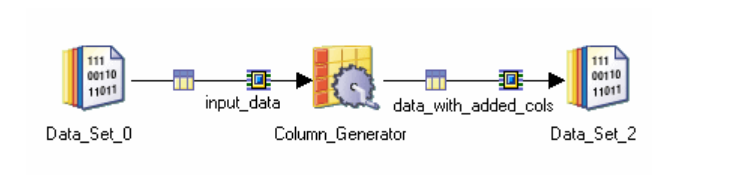 111
00110
11011
111
00110
11011
input_data
data_with_added_cols
Data_Set_0
Column_Generator
Data_Set_2